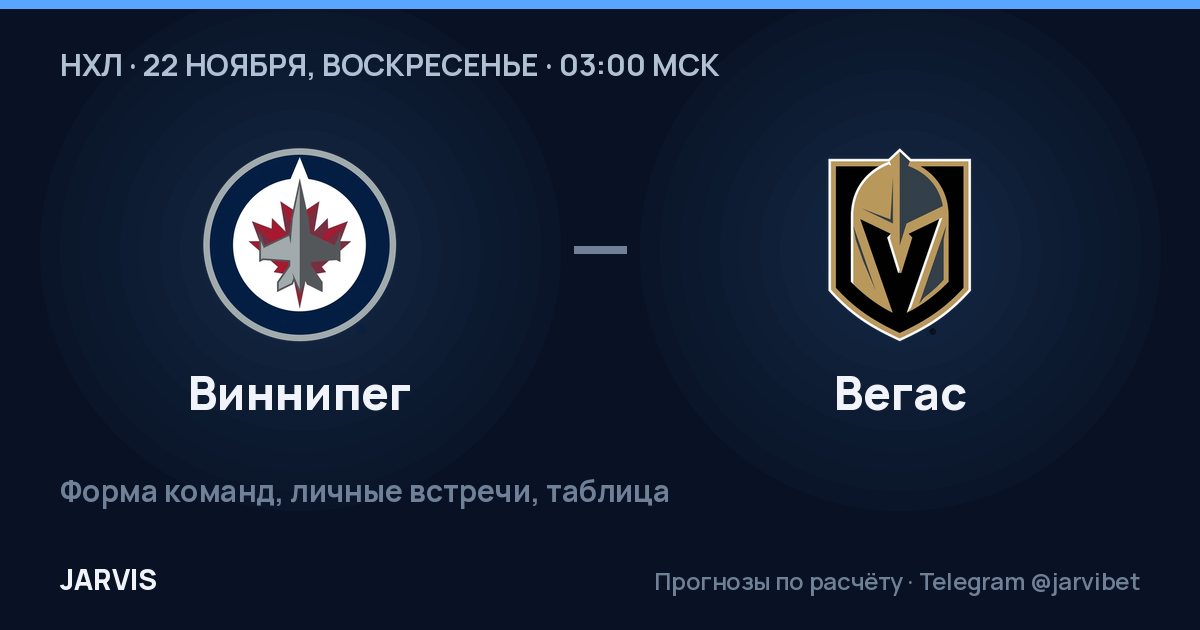 НХЛ · 22 НОЯБРЯ, ВОСКРЕСЕНЬЕ · 03:00 МСК
—
Виннипег
Вегас
Форма команд, личные встречи, таблица
JARVIS
Прогнозы по расчёту · Telegram @jarvibet